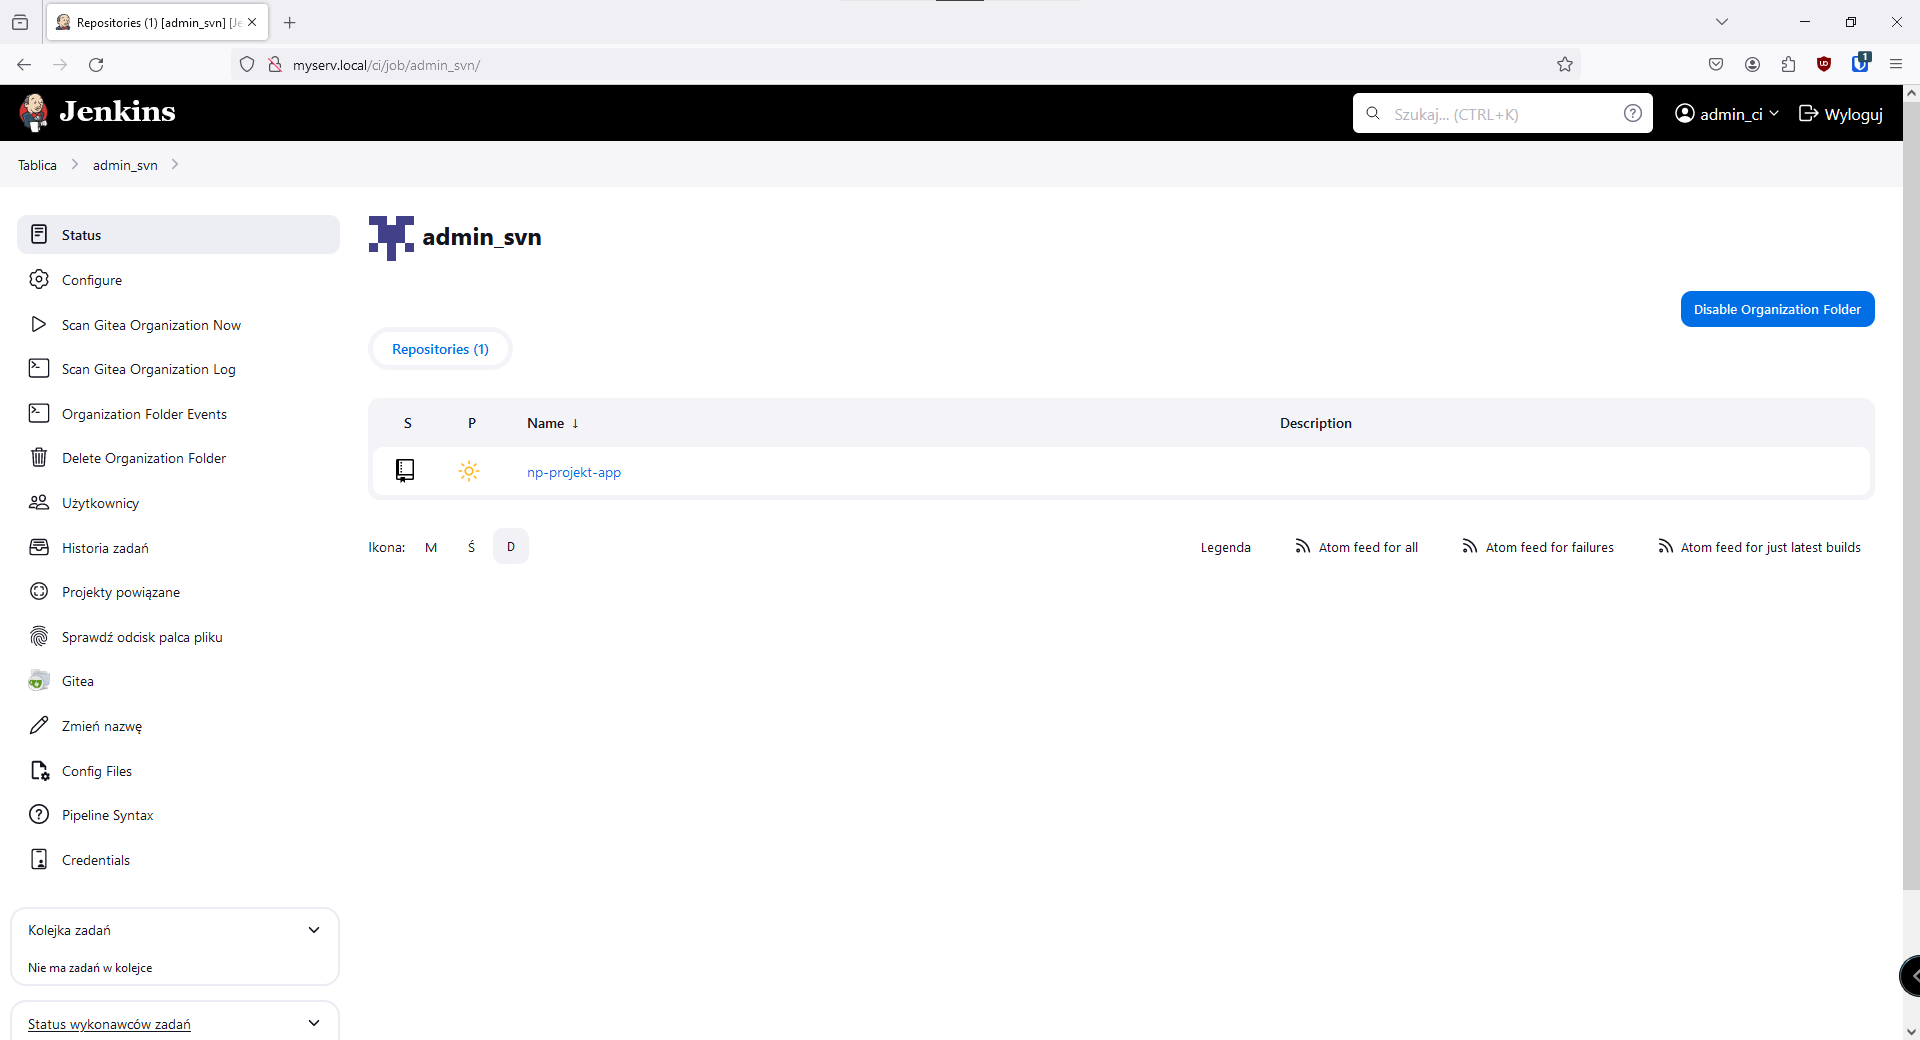 Repositories (1) [admin_svn] [Je
myserv.local/ci/job/admin_svn/
1
Jenkins
Szukaj... (CTRL+K)
admin_ci
Wyloguj
Tablica
admin_svn
Status
Configure
Scan Gitea Organization Now
Scan Gitea Organization Log
Organization Folder Events
Delete Organization Folder
Użytkownicy
Historia zadań
Projekty powiązane
Sprawdź odcisk palca pliku
Gitea
Zmień nazwę
Config Files
Pipeline Syntax
Credentials
Kolejka zadań
Nie ma zadań w kolejce
Status wykonawców zadań
admin_svn
Disable Organization Folder
Repositories (1)
S P Name ↓ Description
np-projekt-app
Ikona: M Ś D
Legenda Atom feed for all Atom feed for failures Atom feed for just latest builds